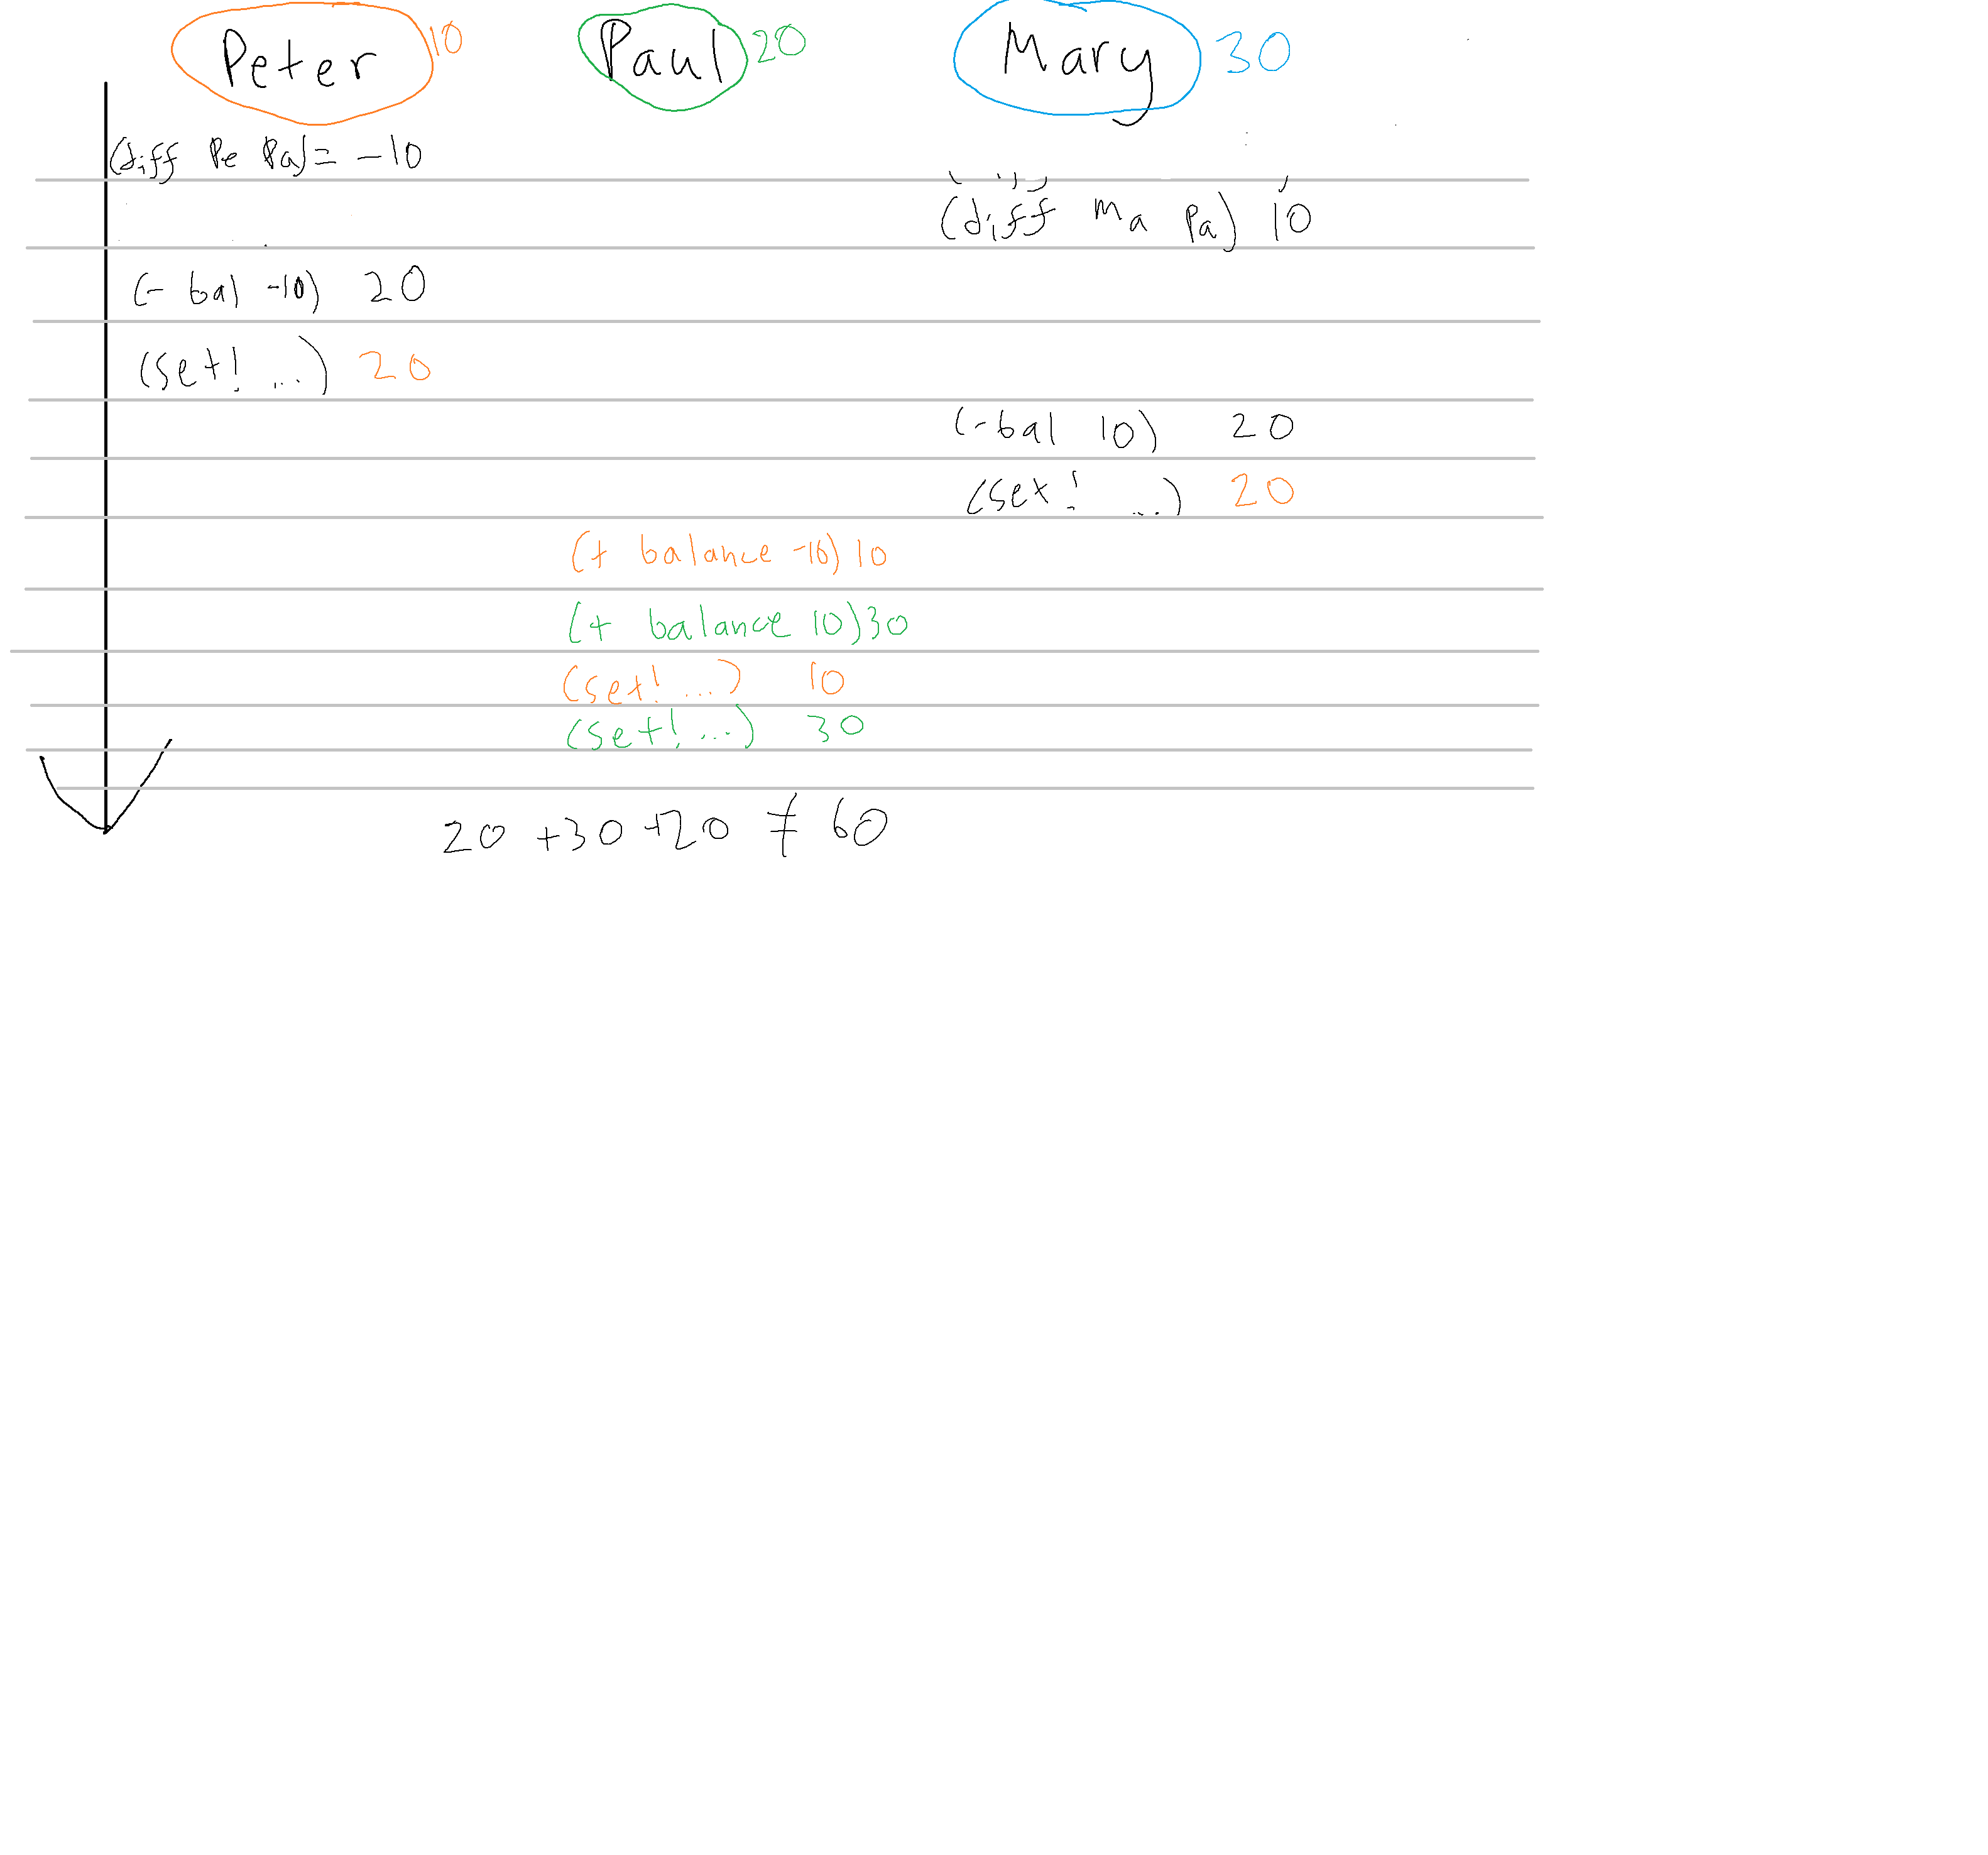 Peter 10 Paul 20 Mary 30
(diff Pe Pa) = -10
(diff Ma Pa) 10
(- bal -10) 20
(set! ...) 20
(- bal 10) 20
(set! ...) 20
(+ balance -10) 10
(+ balance 10) 30
(set! ...) 10
(set! ...) 30
20 + 30 + 20 ≠ 60